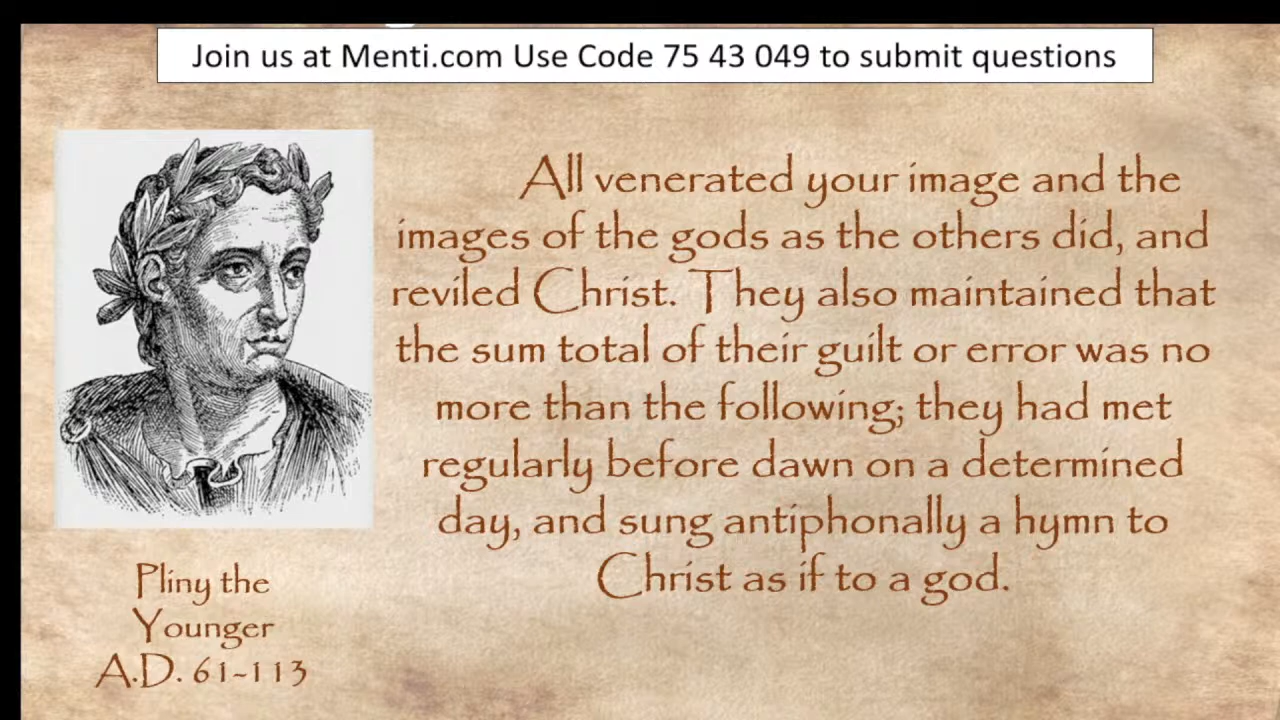 Join us at Menti.com Use Code 75 43 049 to submit questions
All venerated your image and the
images of the gods as the others did, and
reviled Christ. They also maintained that
the sum total of their guilt or error was no
more than the following; they had met
regularly before dawn on a determined
day, and sung antiphonally a hymn to
Christ as if to a god.
Pliny the
Younger
A.D. 61-113